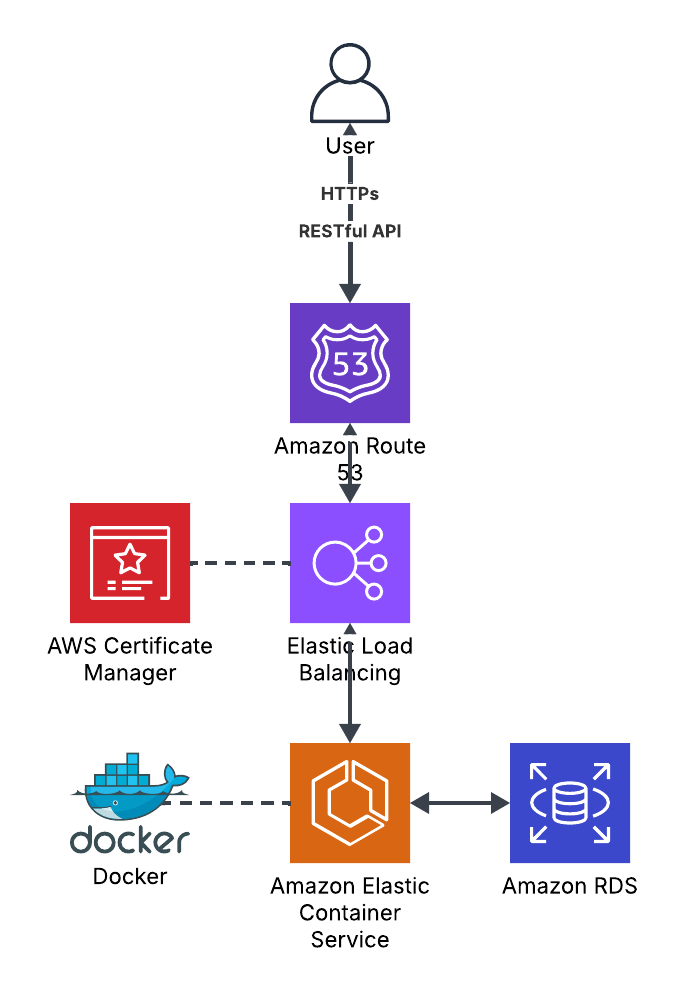 User
HTTPs
RESTful API
53
Amazon Route
53
AWS Certificate
Manager
Elastic Load
Balancing
docker
Docker
Amazon Elastic
Container
Service
Amazon RDS